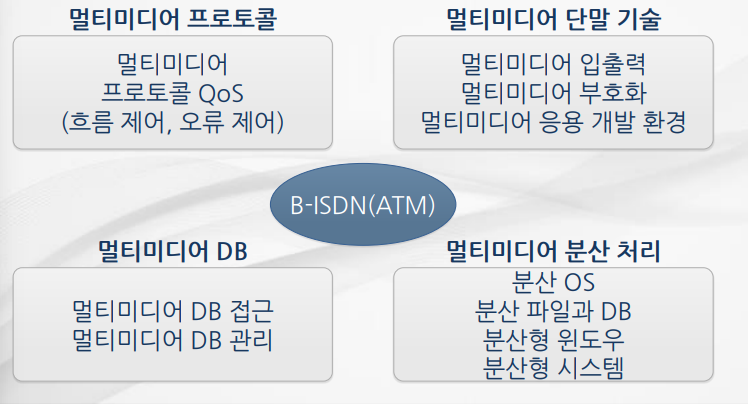 멀티미디어 프로토콜
멀티미디어
프로토콜 QoS
(흐름 제어, 오류 제어)
멀티미디어 단말 기술
멀티미디어 입출력
멀티미디어 부호화
멀티미디어 응용 개발 환경
B-ISDN(ATM)
멀티미디어 DB
멀티미디어 DB 접근
멀티미디어 DB 관리
멀티미디어 분산 처리
분산 OS
분산 파일과 DB
분산형 윈도우
분산형 시스템